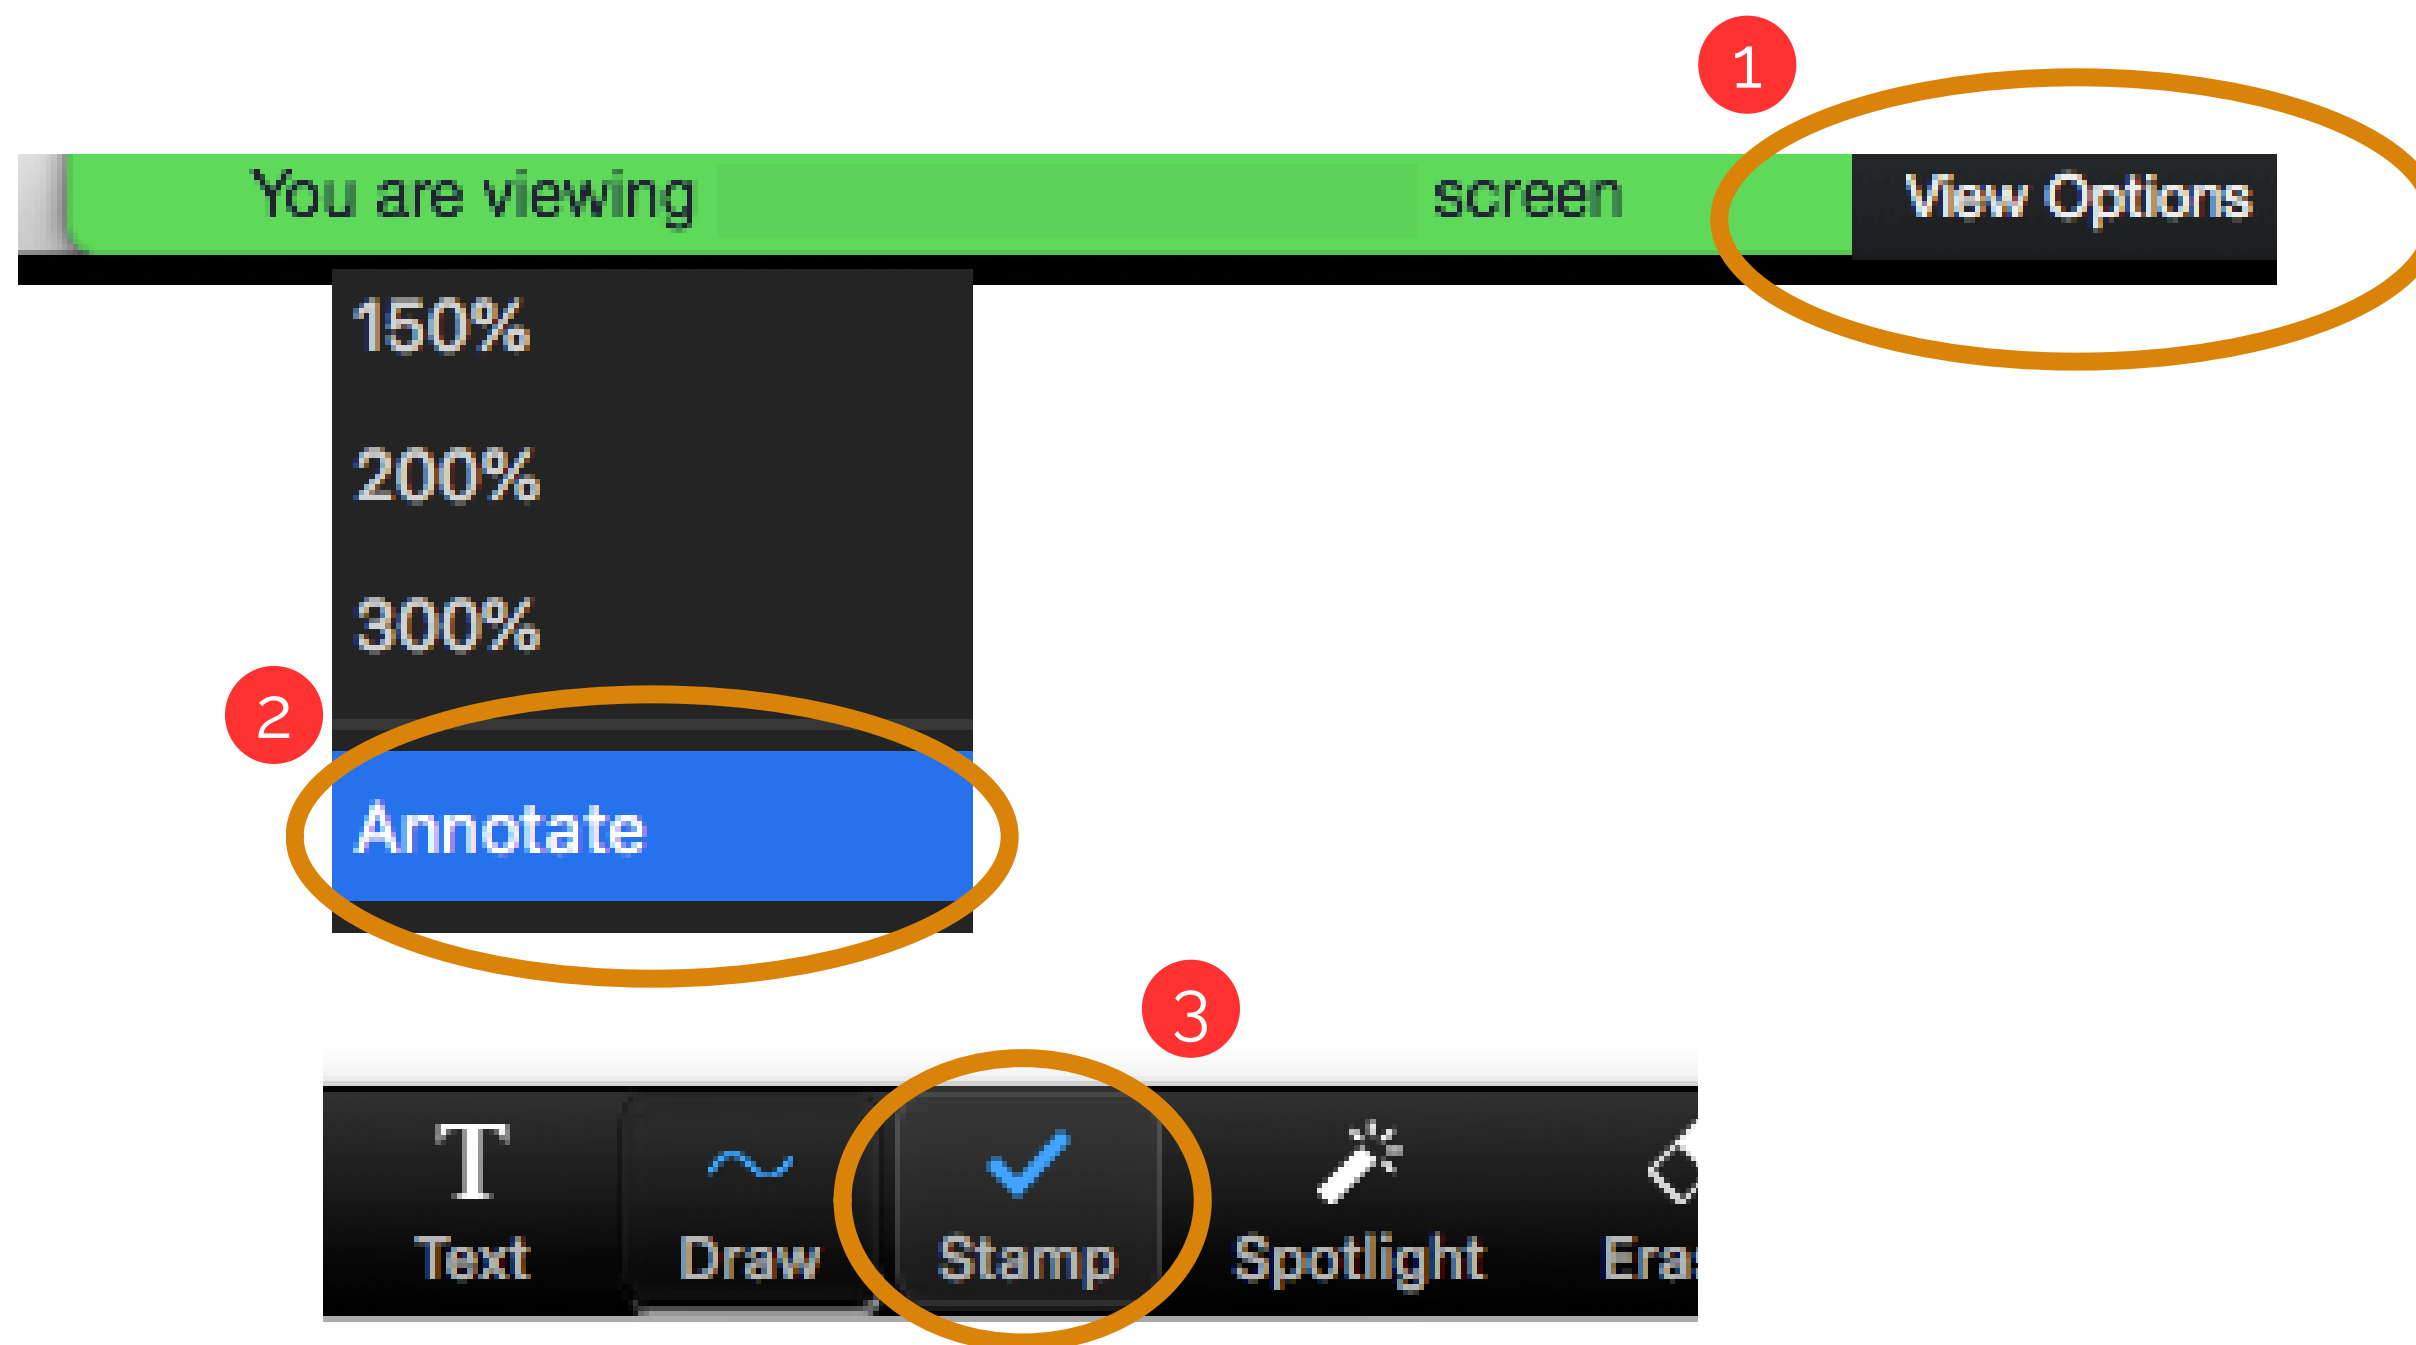 1
You are viewing screen View Options
150%
200%
300%
2
Annotate
3
Text Draw Stamp Spotlight